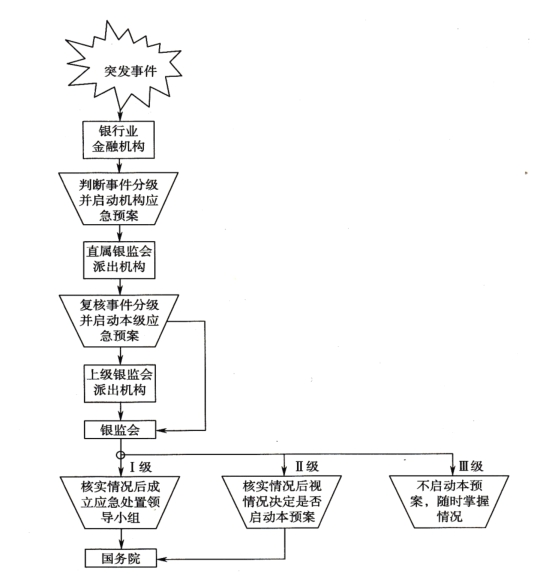 突发事件
银行业
金融机构
判断事件分级
并启动机构应
急预案
直属银监会
派出机构
复核事件分级
并启动本级应
急预案
上级银监会
派出机构
银监会
Ⅰ级
Ⅱ级
Ⅲ级
核实情况后成
立应急处置领
导小组
核实情况后视
情况决定是否
启动本预案
不启动本预
案，随时掌握
情况
国务院